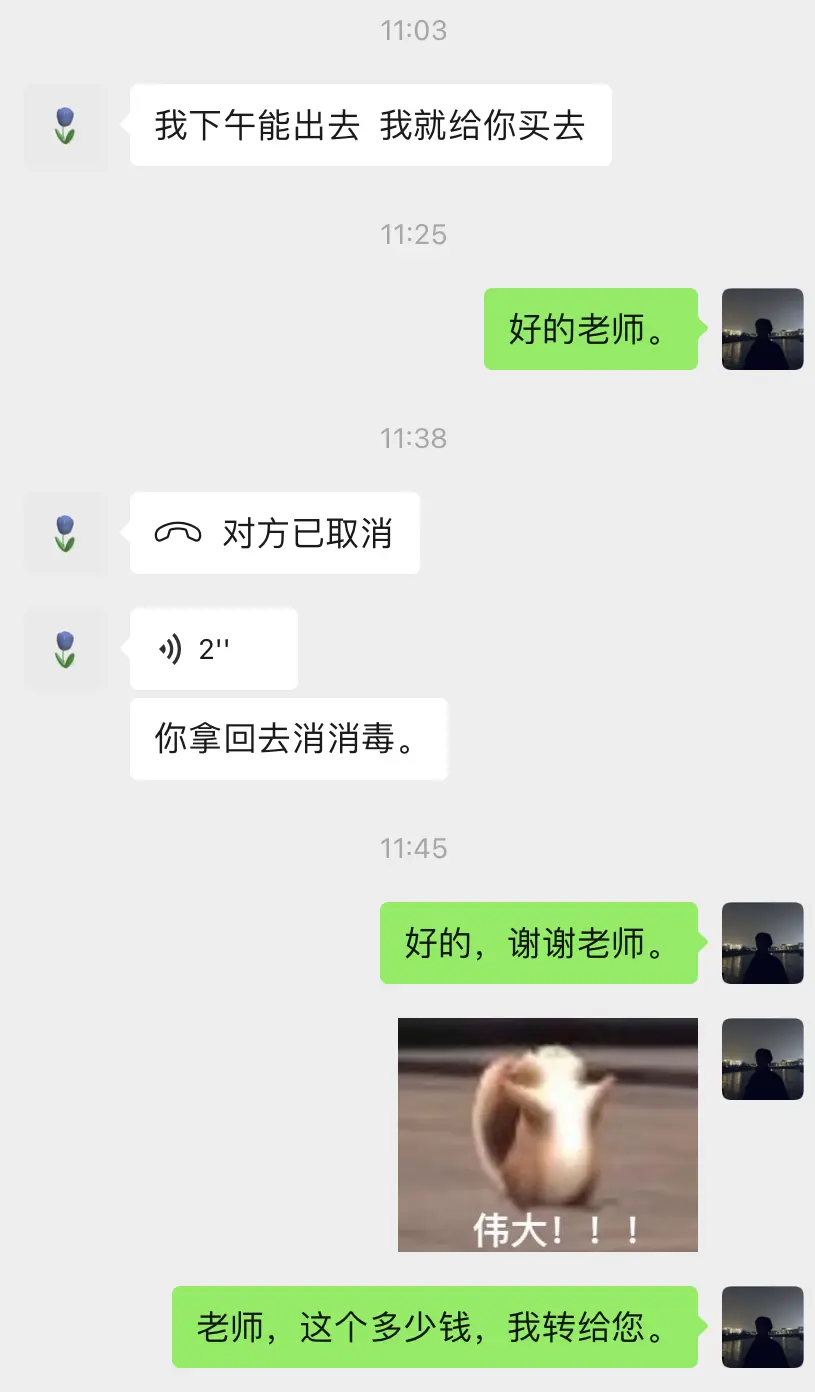 11:03
我下午能出去 我就给你买去
11:25
好的老师。
11:38
对方已取消
2''
你拿回去消消毒。
11:45
好的，谢谢老师。
伟大！！！
老师，这个多少钱，我转给您。